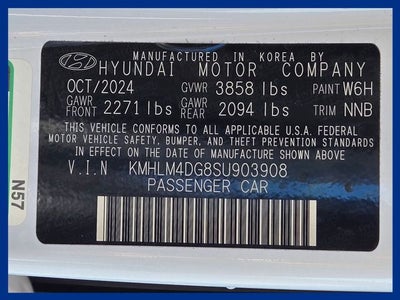 MANUFACTURED IN KOREA BY
HYUNDAI MOTOR COMPANY
OCT/2024 GVWR 3858 lbs PAINT W6H
GAWR FRONT 2271 lbs GAWR REAR 2094 lbs TRIM NNB
THIS VEHICLE CONFORMS TO ALL APPLICABLE U.S.A. FEDERAL
MOTOR VEHICLE SAFETY, BUMPER, AND THEFT PREVENTION STANDARDS
IN EFFECT ON THE DATE OF MANUFACTURE SHOWN ABOVE.
V.I.N KMHLM4DG8SU903908
PASSENGER CAR
N57